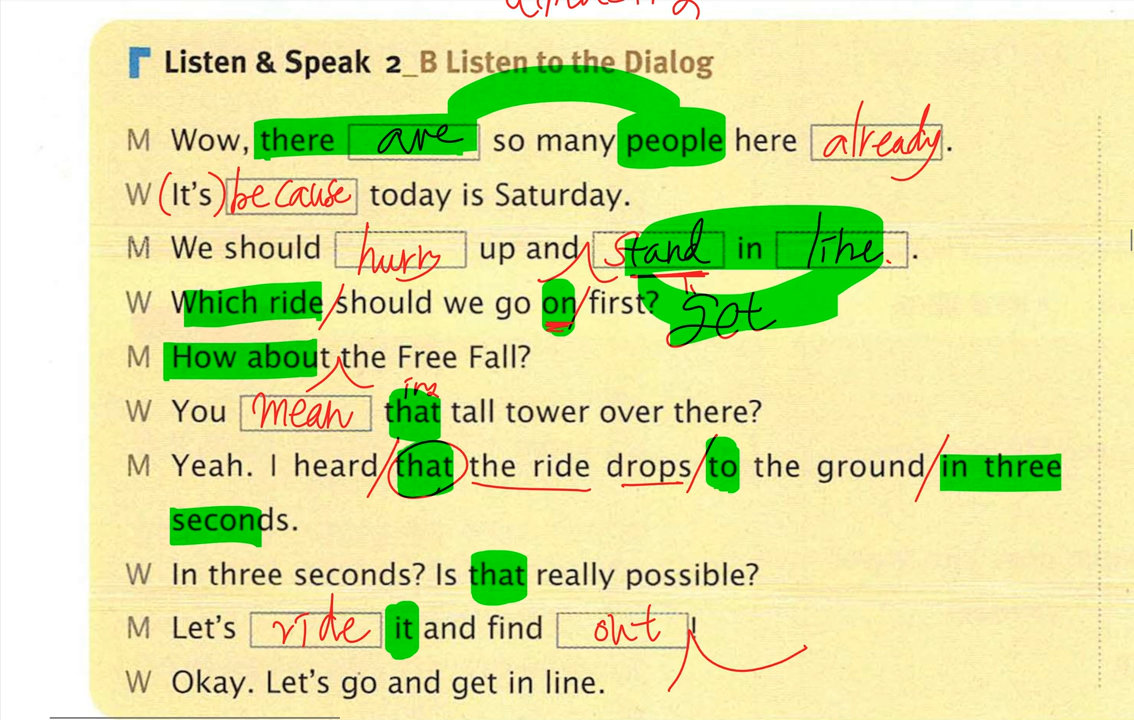 Listen & Speak 2_B Listen to the Dialog
M Wow, there are so many people here already.
W (It's) because today is Saturday.
M We should hurry up and stand in line.
W Which ride / should we go on / first? get
M How about the Free Fall?
W You mean that tall tower over there?
M Yeah. I heard / that the ride drops / to the ground / in three
seconds.
W In three seconds? Is that really possible?
M Let's ride it and find out!
W Okay. Let's go and get in line.